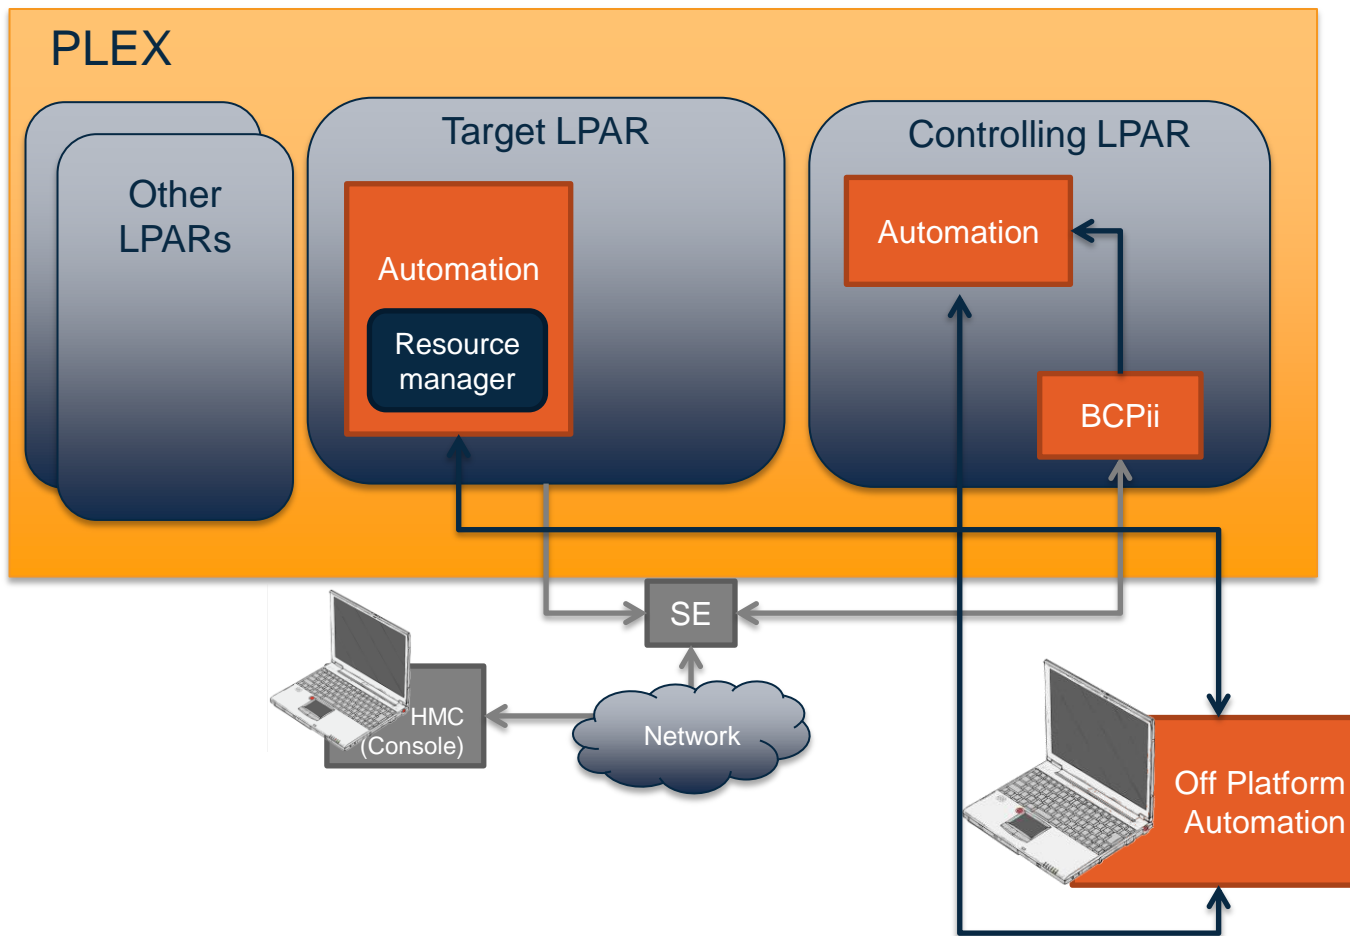 PLEX
Other
LPARs
Target LPAR
Automation
Resource
manager
Controlling LPAR
Automation
BCPii
SE
HMC
(Console)
Network
Off Platform
Automation